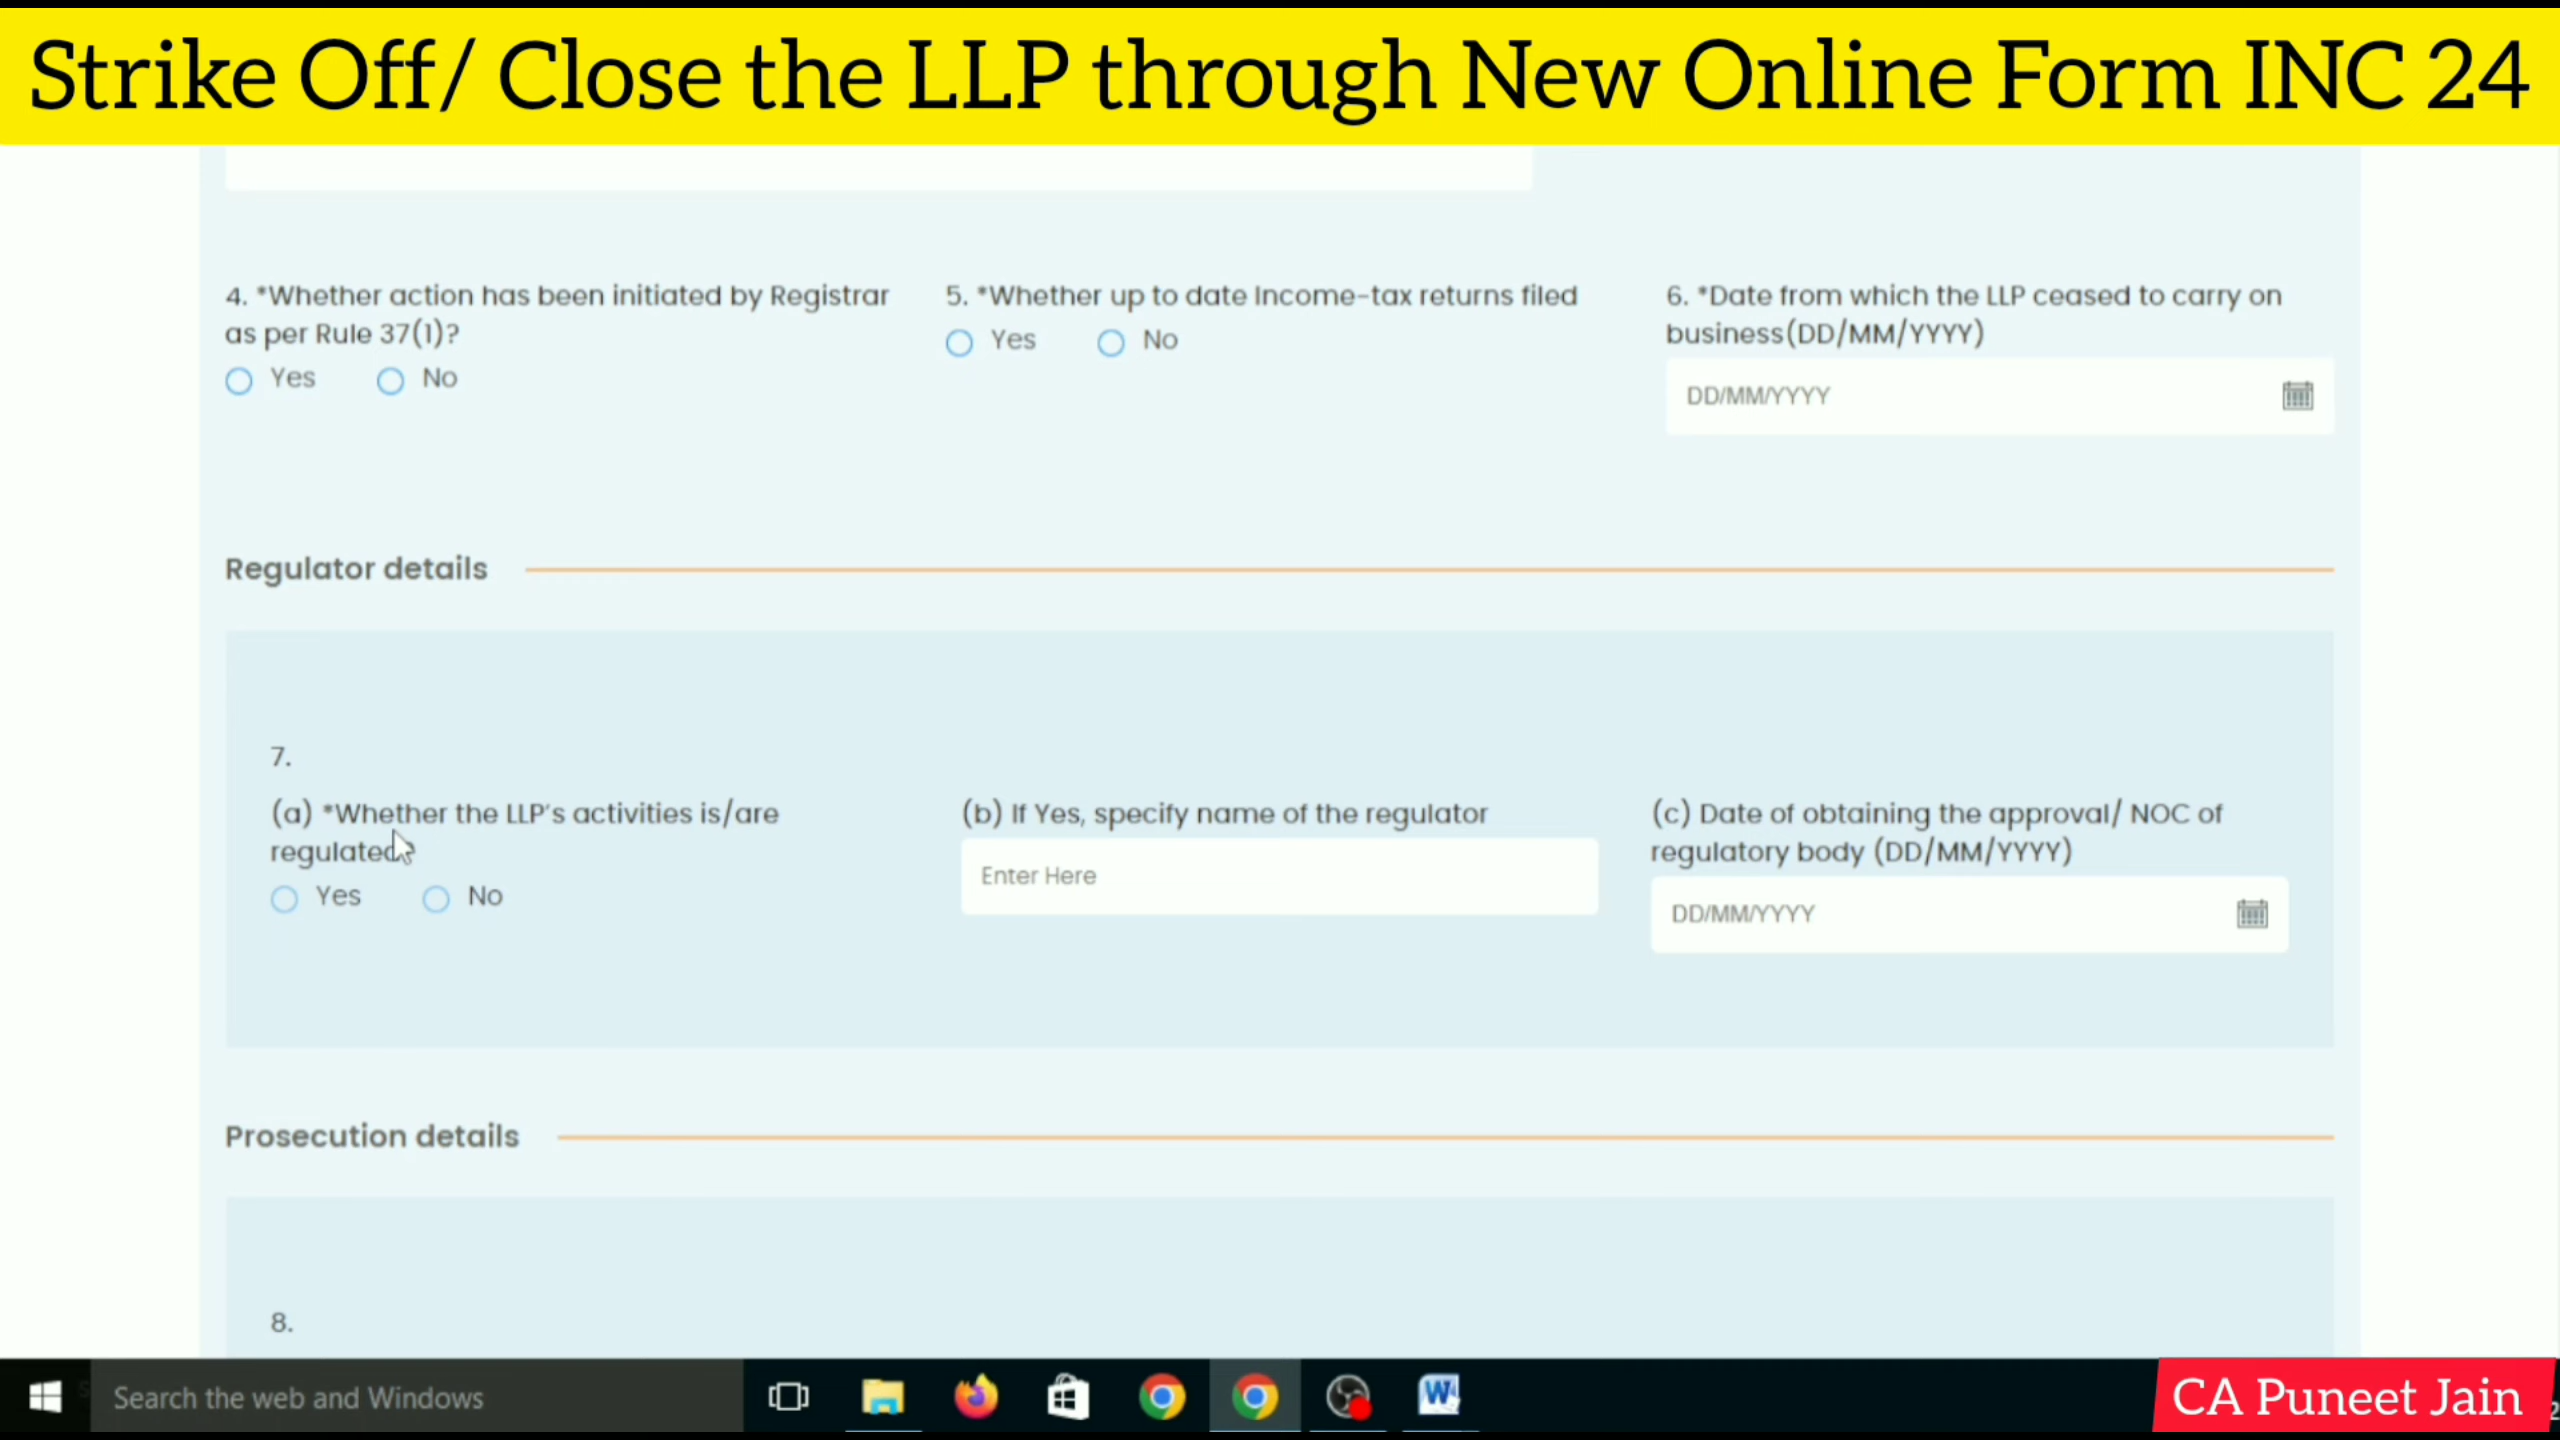 Strike Off/ Close the LLP through New Online Form INC 24
4. *Whether action has been initiated by Registrar
as per Rule 37(1)?
Yes No
5. *Whether up to date Income-tax returns filed
Yes No
6. *Date from which the LLP ceased to carry on
business(DD/MM/YYYY)
DD/MM/YYYY
Regulator details
7.
(a) *Whether the LLP's activities is/are
regulated?
Yes No
(b) If Yes, specify name of the regulator
Enter Here
(c) Date of obtaining the approval/ NOC of
regulatory body (DD/MM/YYYY)
DD/MM/YYYY
Prosecution details
8.
Search the web and Windows
CA Puneet Jain